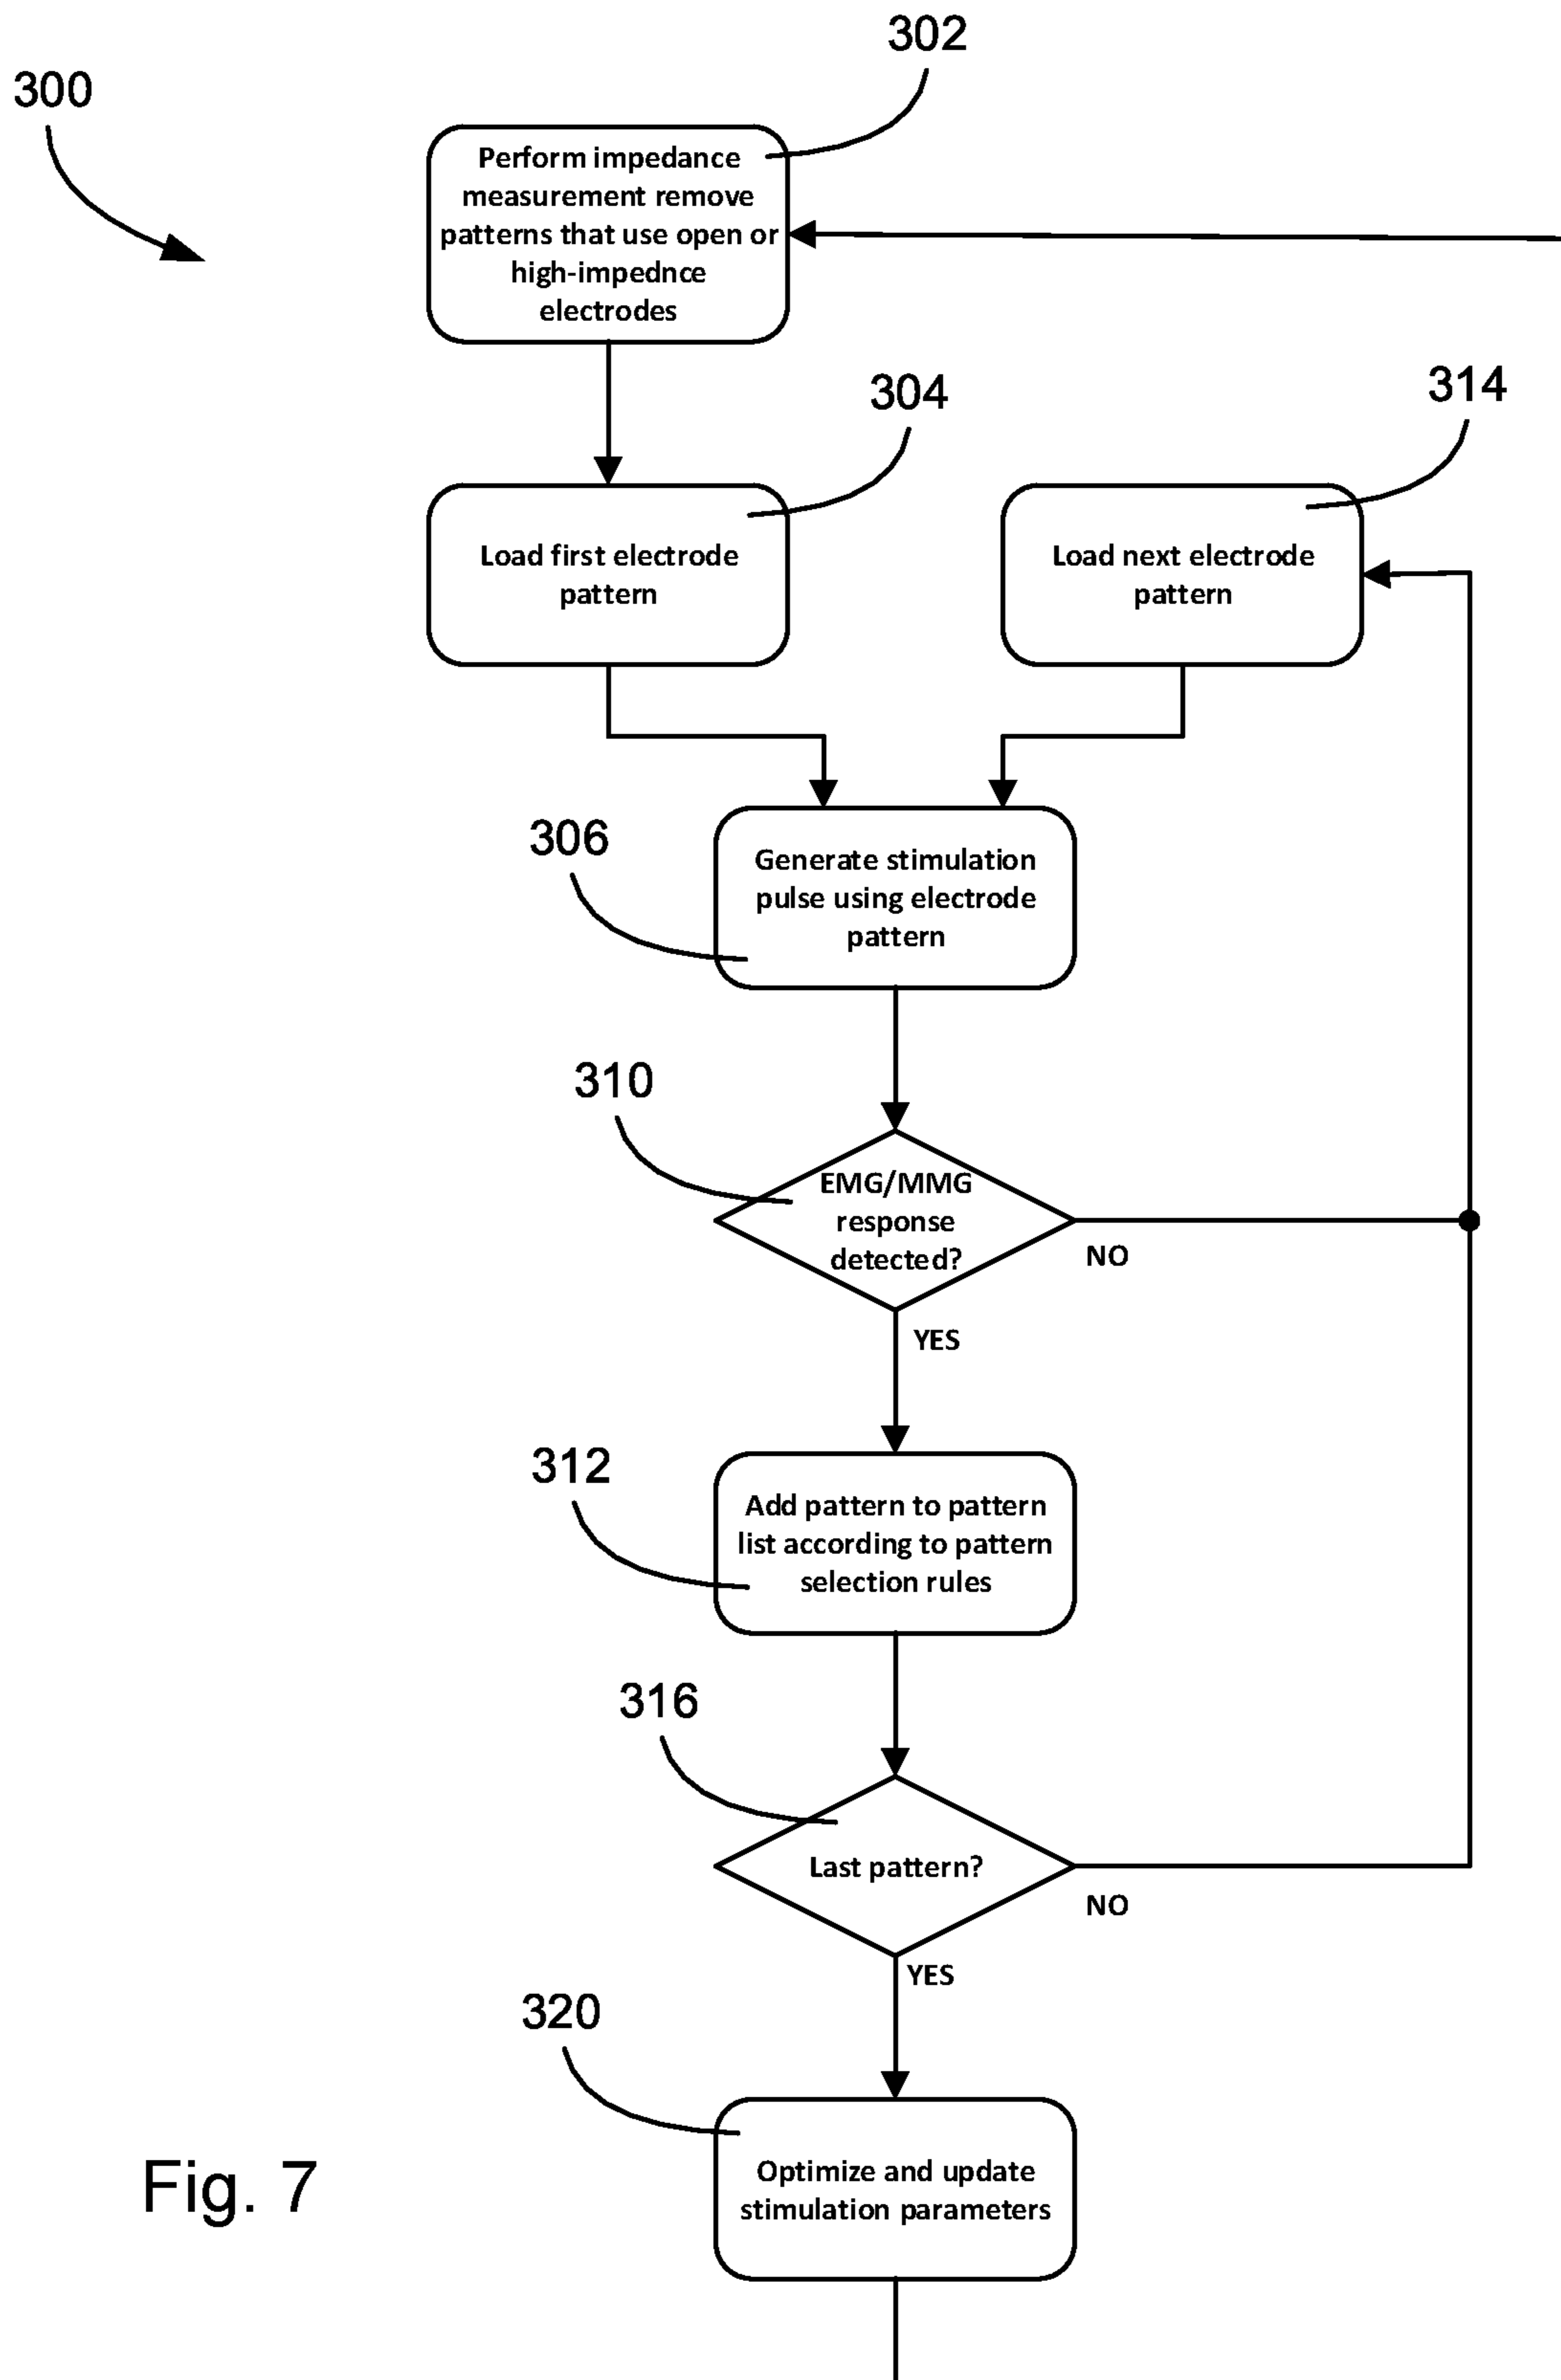 302
300
Perform impedance
measurement remove
patterns that use open or
high-impednce
electrodes
304
314
Load first electrode
pattern
Load next electrode
pattern
306
Generate stimulation
pulse using electrode
pattern
310
EMG/MMG
response
detected?
NO
YES
312
Add pattern to pattern
list according to pattern
selection rules
316
Last pattern?
NO
YES
320
Optimize and update
stimulation parameters
Fig. 7